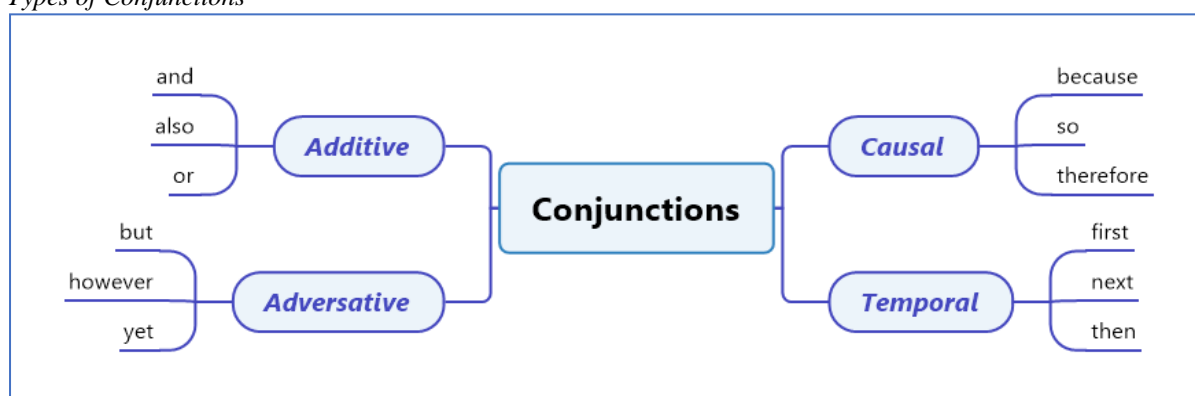 Types of Conjunctions
and
also
or
Additive
but
however
yet
Adversative
Conjunctions
Causal
because
so
therefore
Temporal
first
next
then